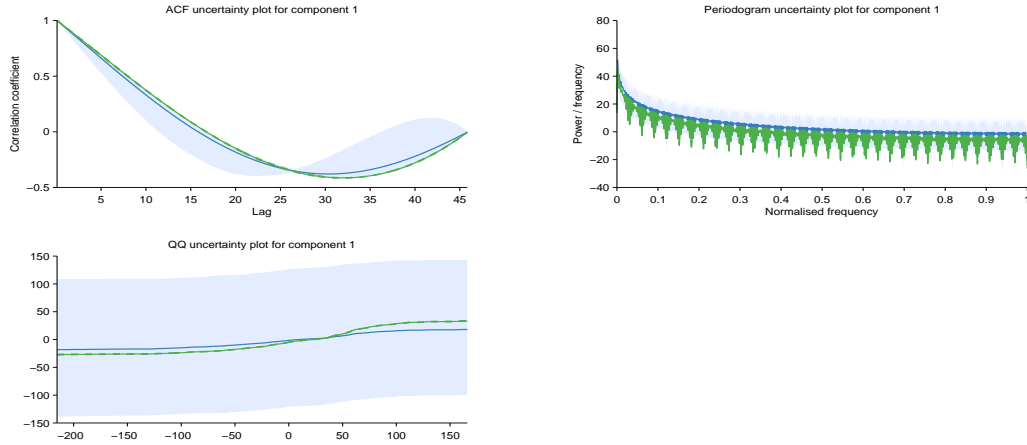 ACF uncertainty plot for component 1
1
0.5
0
−0.5
Correlation coefficient
5 10 15 20 25 30 35 40 45
Lag
Periodogram uncertainty plot for component 1
80
60
40
20
0
−20
−40
Power / frequency
0 0.1 0.2 0.3 0.4 0.5 0.6 0.7 0.8 0.9 1
Normalised frequency
QQ uncertainty plot for component 1
150
100
50
0
−50
−100
−150
−200 −150 −100 −50 0 50 100 150